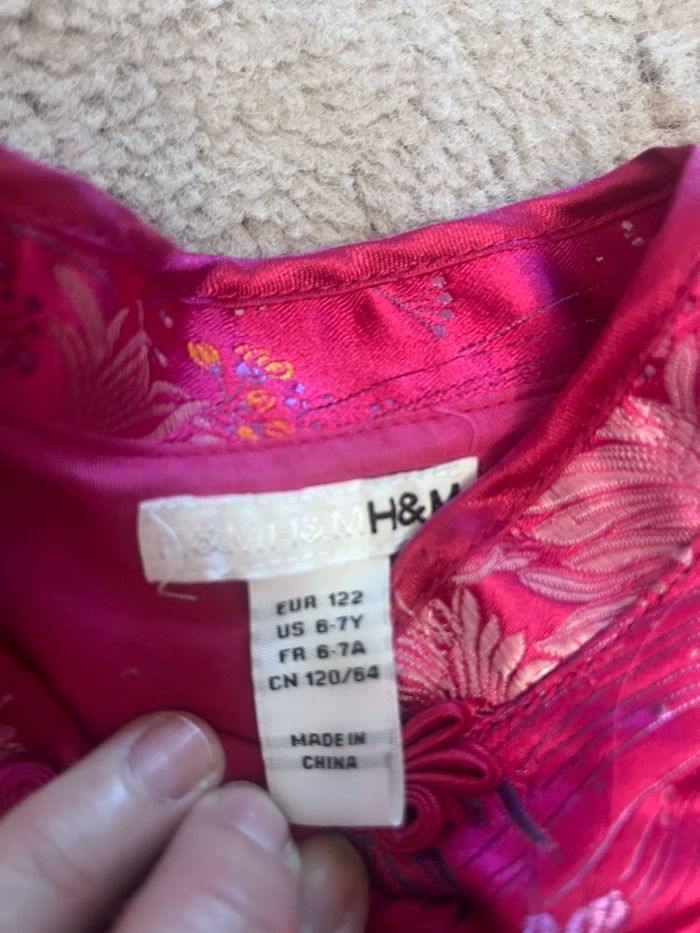 H&M H&M H&M
EUR 122
US 6-7Y
FR 6-7A
CN 120/64
MADE IN
CHINA